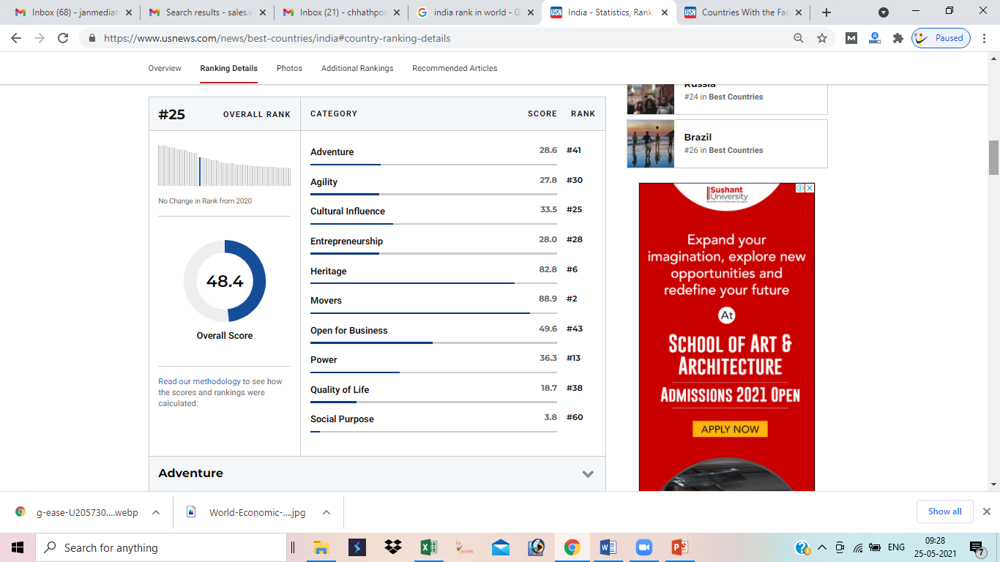 Inbox (68) - janmediat
Search results - sales.v
Inbox (21) - chhathpoo
india rank in world - G
India - Statistics, Ranki
Countries With the Fas
https://www.usnews.com/news/best-countries/india#country-ranking-details
Paused
Overview
Ranking Details
Photos
Additional Rankings
Recommended Articles
#25 OVERALL RANK
No Change in Rank from 2020
48.4
Overall Score
Read our methodology to see how
the scores and rankings were
calculated.
CATEGORY SCORE RANK
Adventure 28.6 #41
Agility 27.8 #30
Cultural Influence 33.5 #25
Entrepreneurship 28.0 #28
Heritage 82.8 #6
Movers 88.9 #2
Open for Business 49.6 #43
Power 36.3 #13
Quality of Life 18.7 #38
Social Purpose 3.8 #60
Adventure
Russia
#24 in Best Countries
Brazil
#26 in Best Countries
Sushant
University
Expand your
imagination, explore new
opportunities and
redefine your future
At
SCHOOL OF ART &
ARCHITECTURE
ADMISSIONS 2021 OPEN
APPLY NOW
g-ease-U205730....webp
World-Economic-....jpg
Show all
Search for anything
ENG
09:28
25-05-2021
7